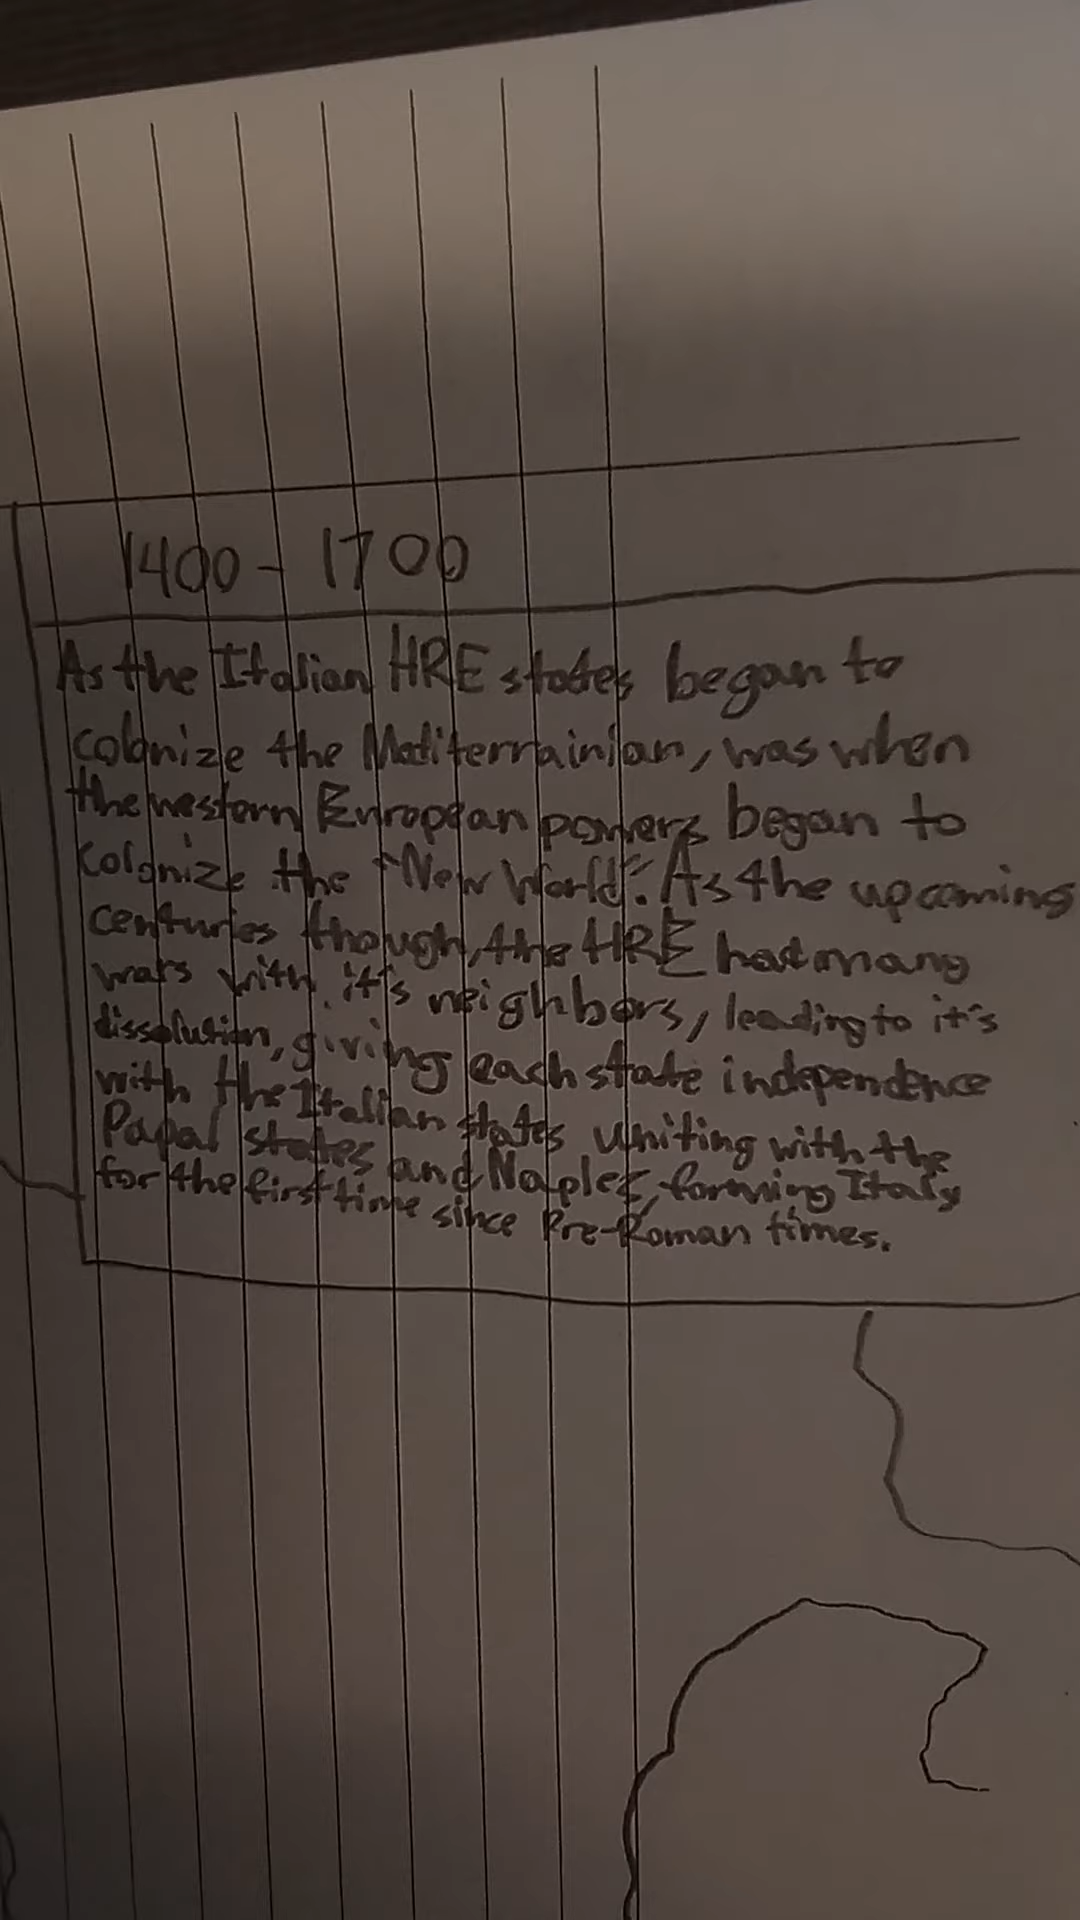 1400 - 1700
As the Italian HRE states began to
colonize the Mediterrainian, was when
the western European powers began to
colonize the "New World". As the upcoming
centuries though, the HRE had many
wars with it's neighbors, leading to it's
dissolution, giving each state independence
with the Italian states uniting with the
Papal states and Naples, forming Italy
for the first time since Pre-Roman times.